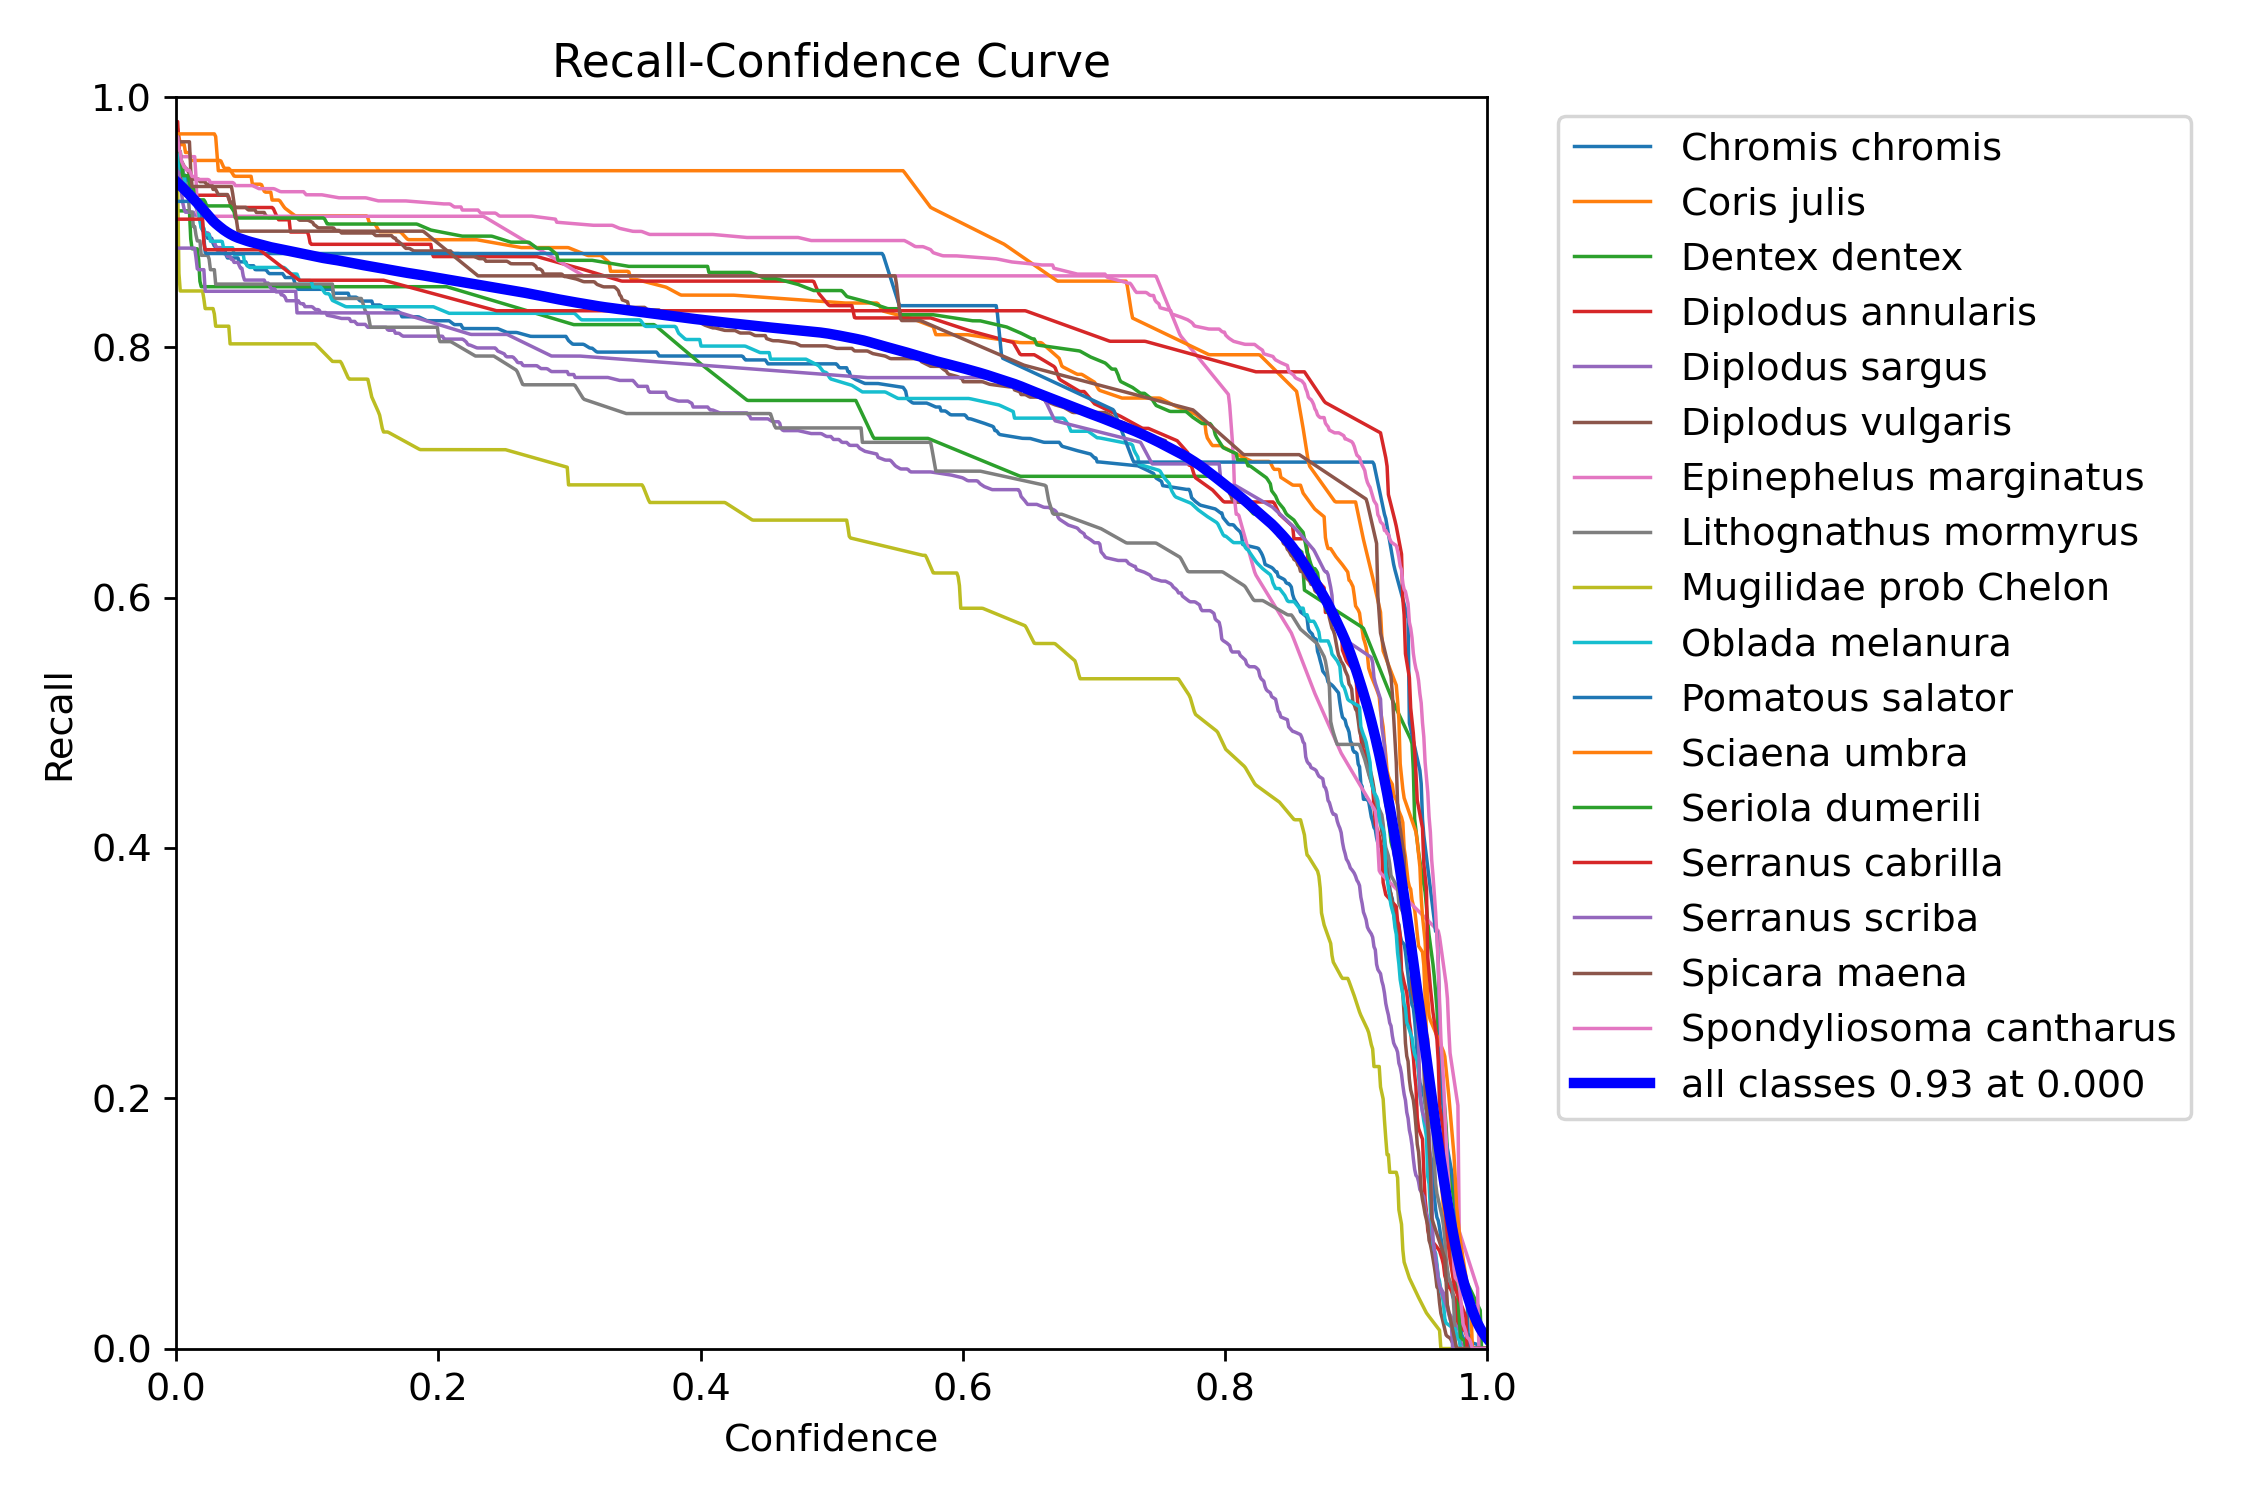 Recall-Confidence Curve
1.0
0.8
0.6
0.4
0.2
0.0
Recall
0.0 0.2 0.4 0.6 0.8 1.0
Confidence
Chromis chromis
Coris julis
Dentex dentex
Diplodus annularis
Diplodus sargus
Diplodus vulgaris
Epinephelus marginatus
Lithognathus mormyrus
Mugilidae prob Chelon
Oblada melanura
Pomatous salator
Sciaena umbra
Seriola dumerili
Serranus cabrilla
Serranus scriba
Spicara maena
Spondyliosoma cantharus
all classes 0.93 at 0.000